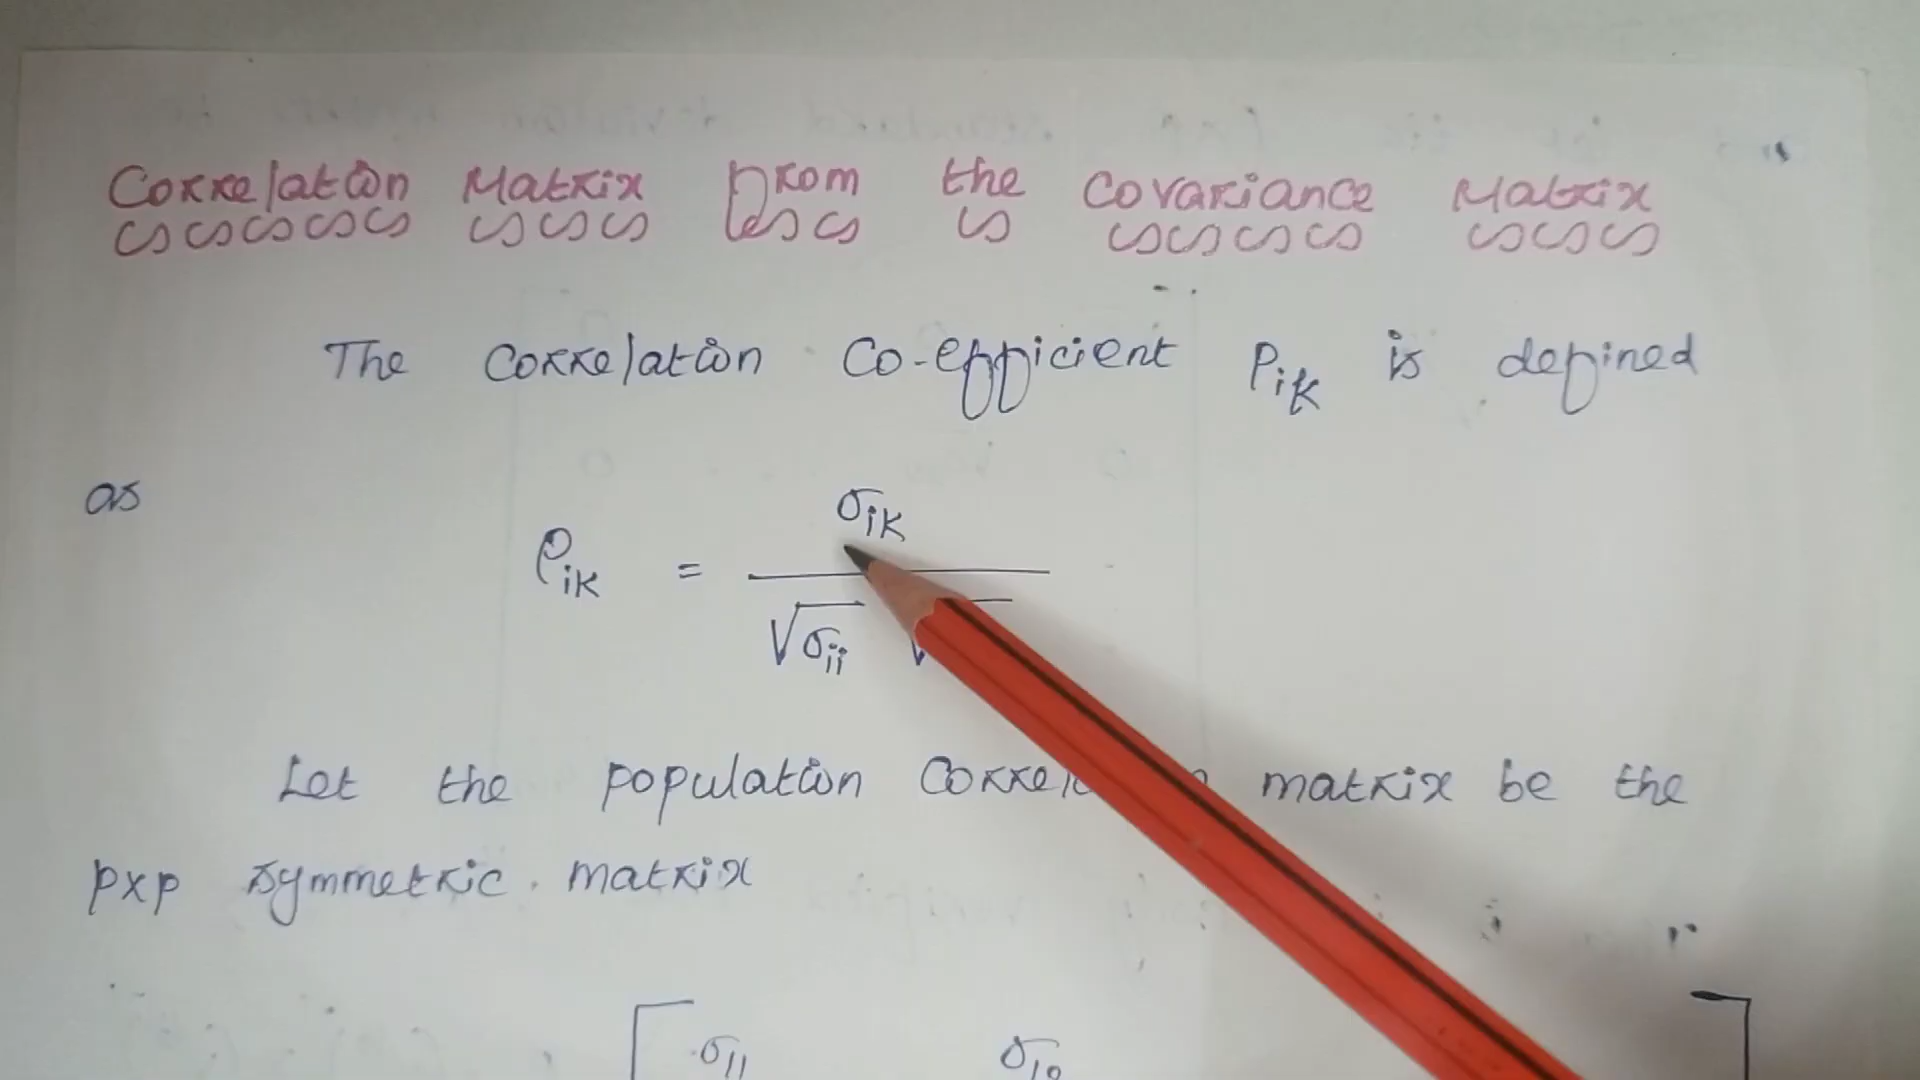 Correlation Matrix From the Covariance Matrix
The Correlation Co-efficient ρik is defined
as
ρik = σik
√σii √
Let the population matrix be the
pxp symmetric matrix
σ11